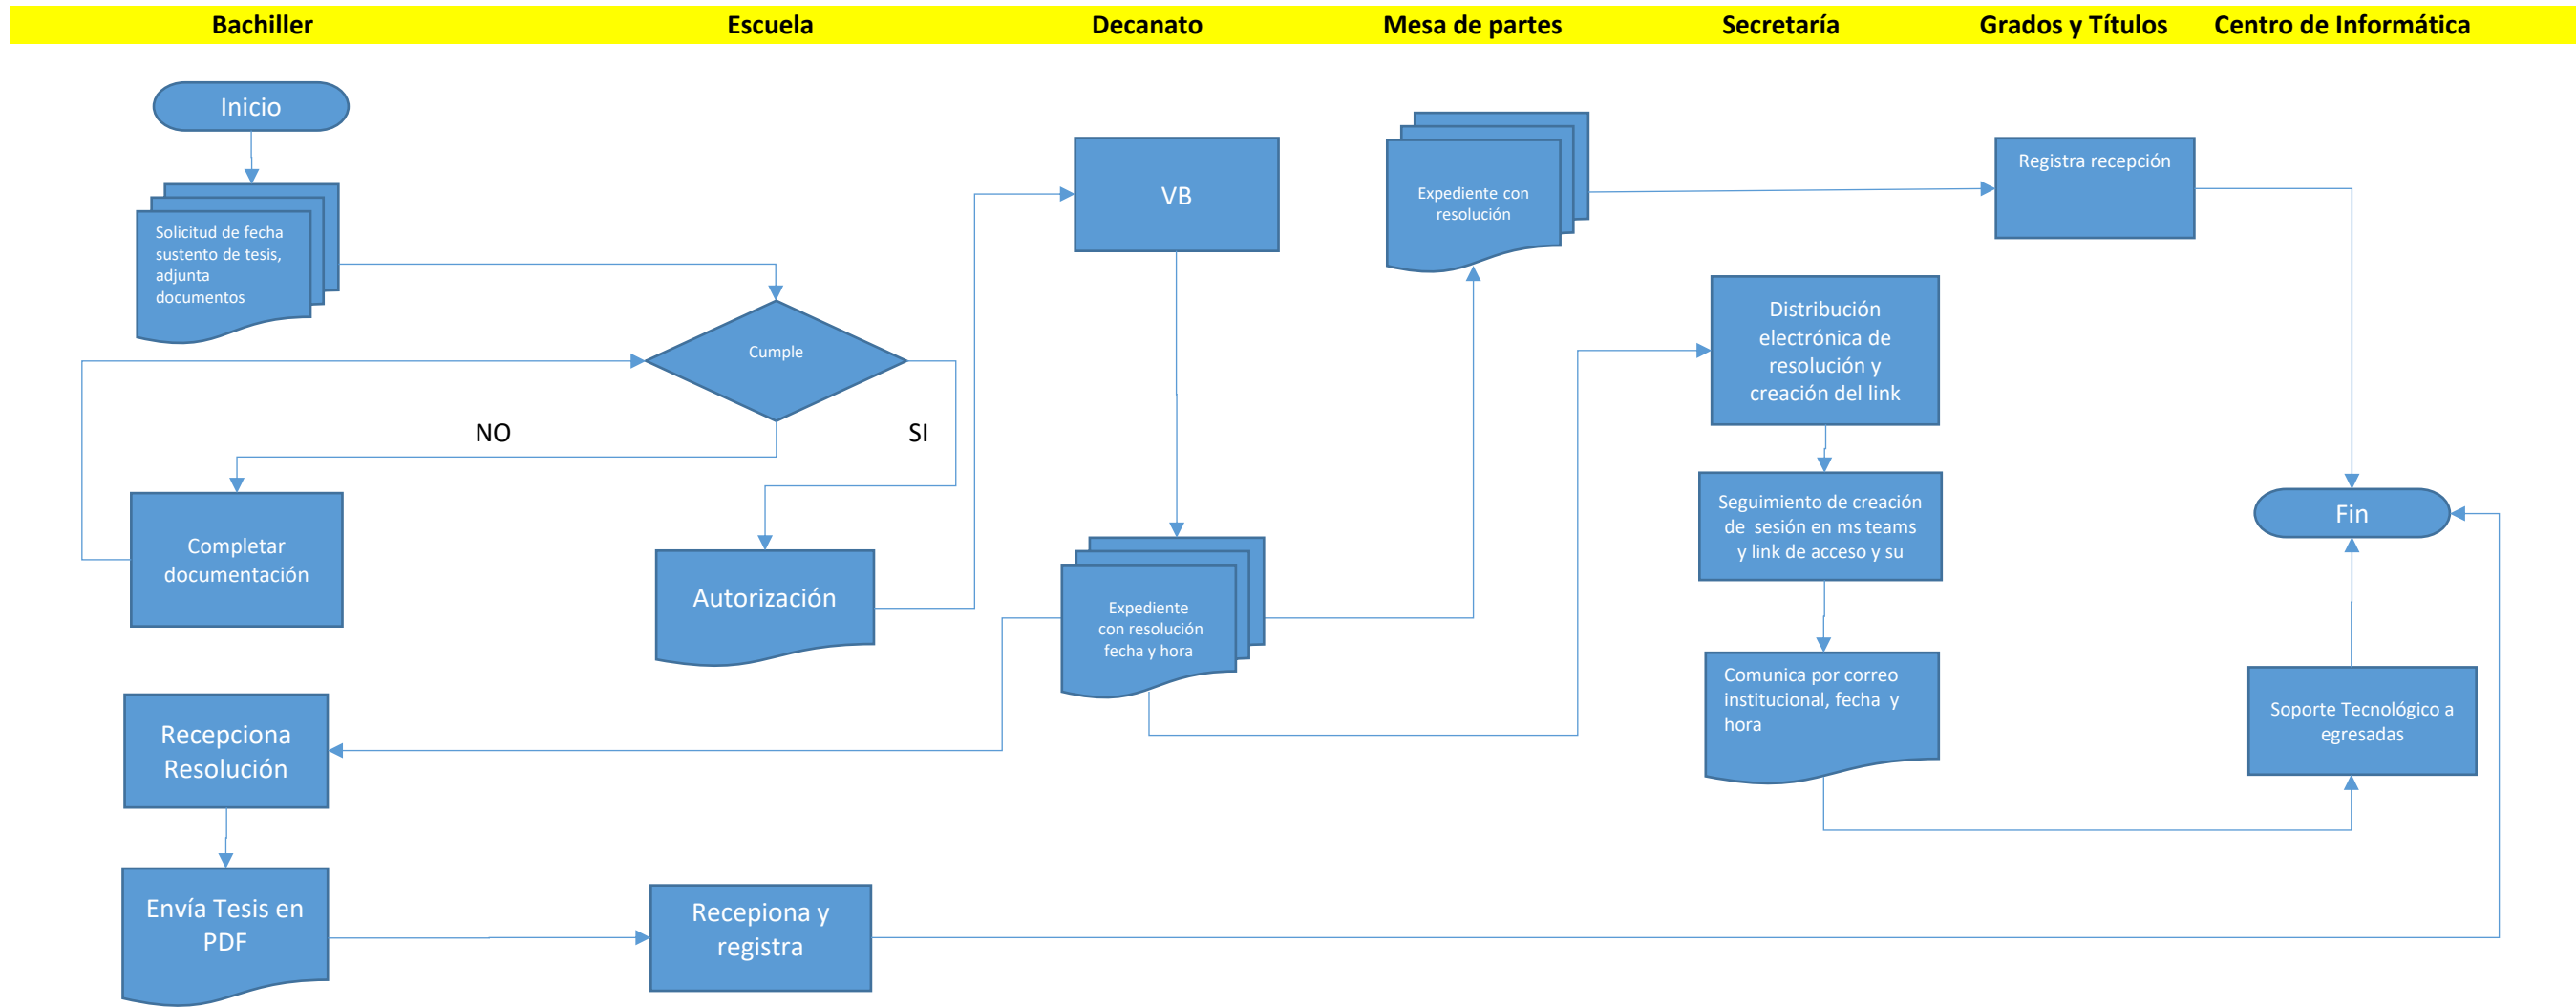 Bachiller Escuela Decanato Mesa de partes Secretaría Grados y Títulos Centro de Informática
Inicio
Solicitud de fecha
sustento de tesis,
adjunta
documentos
Cumple
NO
SI
Completar
documentación
Autorización
VB
Expediente
con resolución
fecha y hora
Expediente con
resolución
Registra recepción
Distribución
electrónica de
resolución y
creación del link
Seguimiento de creación
de sesión en ms teams
y link de acceso y su
Comunica por correo
institucional, fecha y
hora
Fin
Soporte Tecnológico a
egresadas
Recepciona
Resolución
Envía Tesis en
PDF
Recepiona y
registra